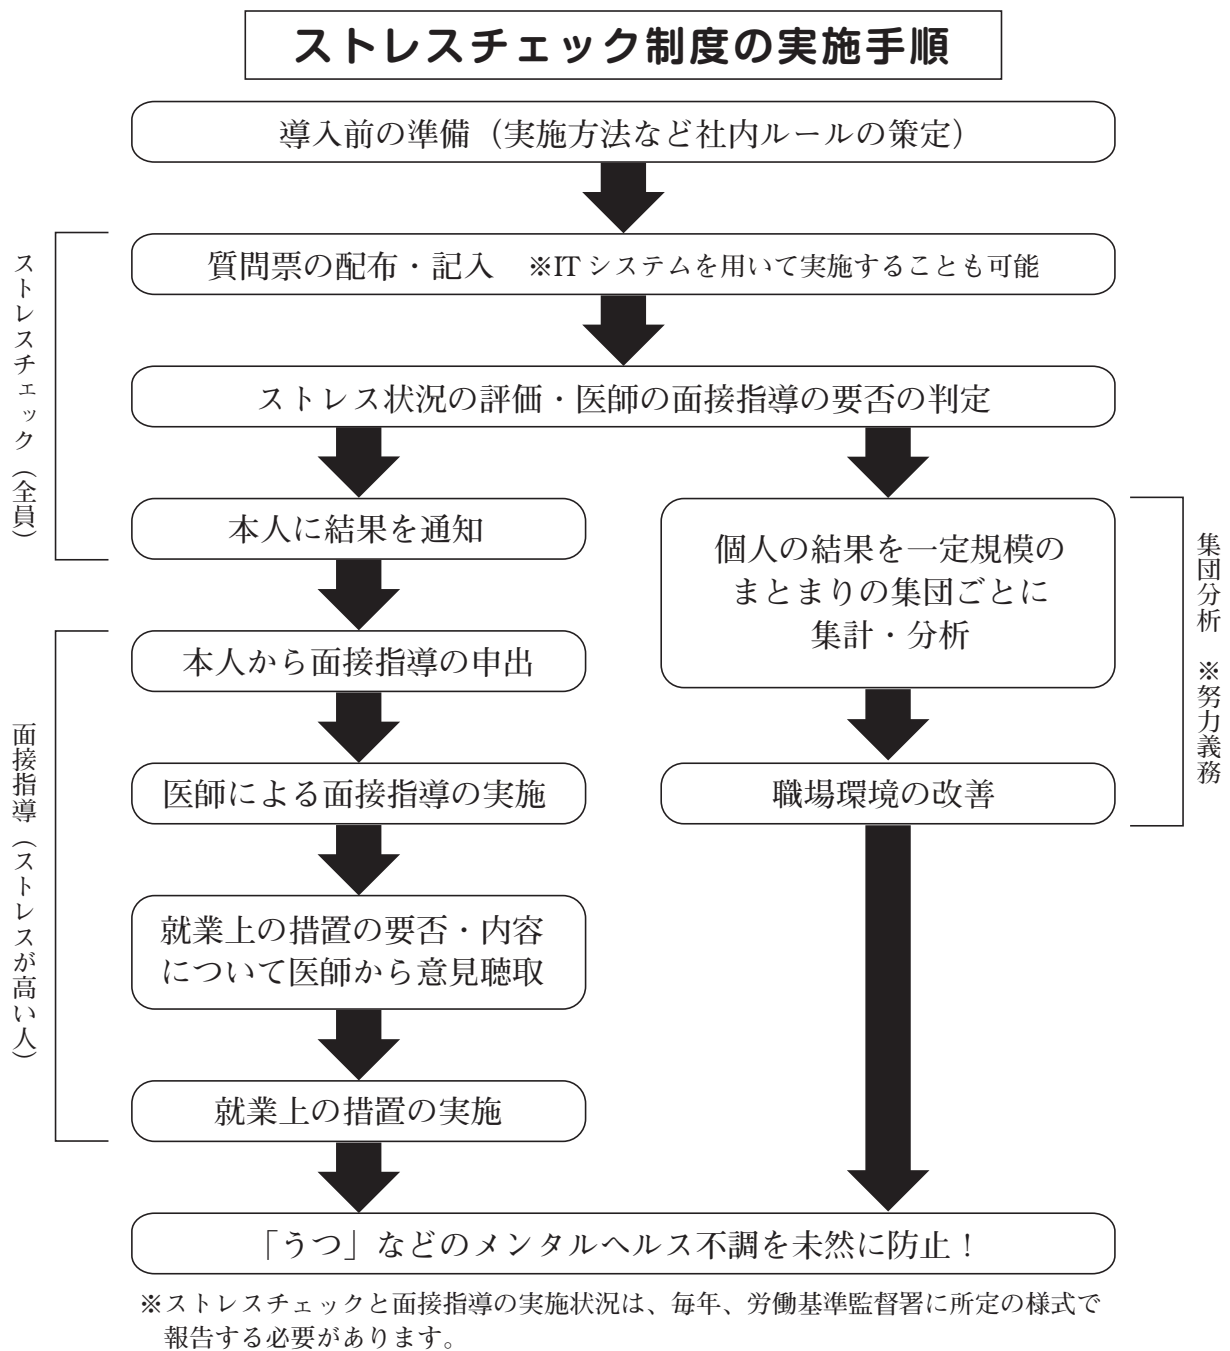 ストレスチェック制度の実施手順
導入前の準備（実施方法など社内ルールの策定）
ストレスチェック（全員）
質問票の配布・記入　※IT システムを用いて実施することも可能
ストレス状況の評価・医師の面接指導の要否の判定
本人に結果を通知
面接指導（ストレスが高い人）
本人から面接指導の申出
医師による面接指導の実施
就業上の措置の要否・内容
について医師から意見聴取
就業上の措置の実施
個人の結果を一定規模の
まとまりの集団ごとに
集計・分析
職場環境の改善
集団分析　※努力義務
「うつ」などのメンタルヘルス不調を未然に防止！
※ストレスチェックと面接指導の実施状況は、毎年、労働基準監督署に所定の様式で
報告する必要があります。